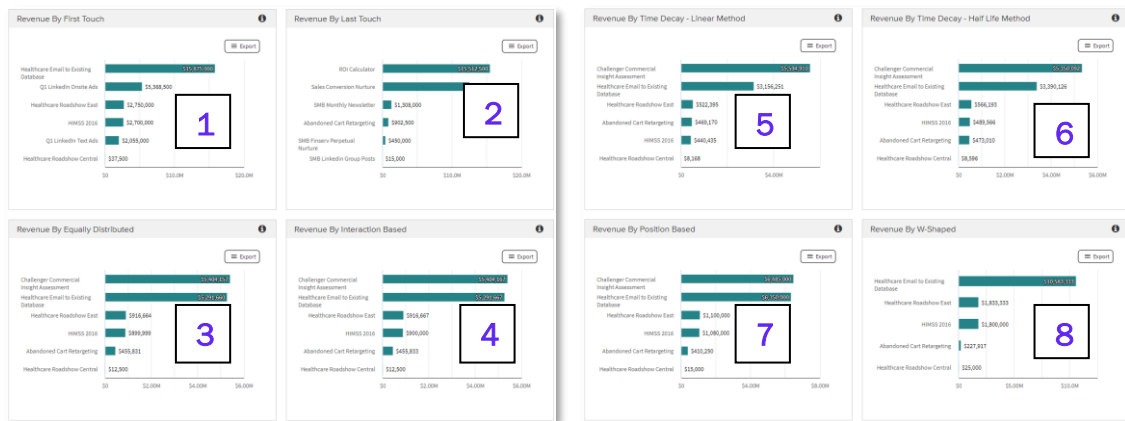 Revenue By First Touch
Export
Healthcare Email to Existing
Database
Q1 LinkedIn Onsite Ads
$5,368,500
Healthcare Roadshow East
$2,750,000
HIMSS 2016
$2,700,000
Q1 LinkedIn Text Ads
$2,055,000
Healthcare Roadshow Central
$37,500
$0
$10.0M
$20.0M
1
Revenue By Last Touch
Export
ROI Calculator
$15,512,500
Sales Conversion Nurture
SMB Monthly Newsletter
$1,308,000
Abandoned Cart Retargeting
$902,500
SMB Finserv Perpetual
Nurture
$450,000
SMB LinkedIn Group Posts
$15,000
$0
$10.0M
$20.0M
2
Revenue By Time Decay - Linear Method
Export
Challenger Commercial
Insight Assessment
Healthcare Email to Existing
Database
$3,156,251
Healthcare Roadshow East
$522,395
Abandoned Cart Retargeting
$468,170
HIMSS 2016
$440,435
Healthcare Roadshow Central
$8,168
$0
$4.00M
5
Revenue By Time Decay - Half Life Method
Export
Challenger Commercial
Insight Assessment
Healthcare Email to Existing
Database
$3,390,126
Healthcare Roadshow East
$566,193
HIMSS 2016
$489,566
Abandoned Cart Retargeting
$473,010
Healthcare Roadshow Central
$8,596
$0
$2.00M
$4.00M
$6.00M
6
Revenue By Equally Distributed
Export
Challenger Commercial
Insight Assessment
Healthcare Email to Existing
Database
Healthcare Roadshow East
$916,664
HIMSS 2016
$899,999
Abandoned Cart Retargeting
$455,831
Healthcare Roadshow Central
$12,500
$0
$2.00M
$4.00M
$6.00M
3
Revenue By Interaction Based
Export
Challenger Commercial
Insight Assessment
Healthcare Email to Existing
Database
$5,291,667
Healthcare Roadshow East
$916,667
HIMSS 2016
$900,000
Abandoned Cart Retargeting
$455,833
Healthcare Roadshow Central
$12,500
$0
$2.00M
$4.00M
$6.00M
4
Revenue By Position Based
Export
Challenger Commercial
Insight Assessment
Healthcare Email to Existing
Database
$6,350,000
Healthcare Roadshow East
$1,100,000
HIMSS 2016
$1,080,000
Abandoned Cart Retargeting
$410,250
Healthcare Roadshow Central
$15,000
$0
$3.00M
$6.00M
$9.00M
7
Revenue By W-Shaped
Export
Healthcare Email to Existing
Database
$10,583,333
Healthcare Roadshow East
$1,833,333
HIMSS 2016
$1,800,000
Abandoned Cart Retargeting
$227,917
Healthcare Roadshow Central
$25,000
$0
$5.00M
$10.0M
8